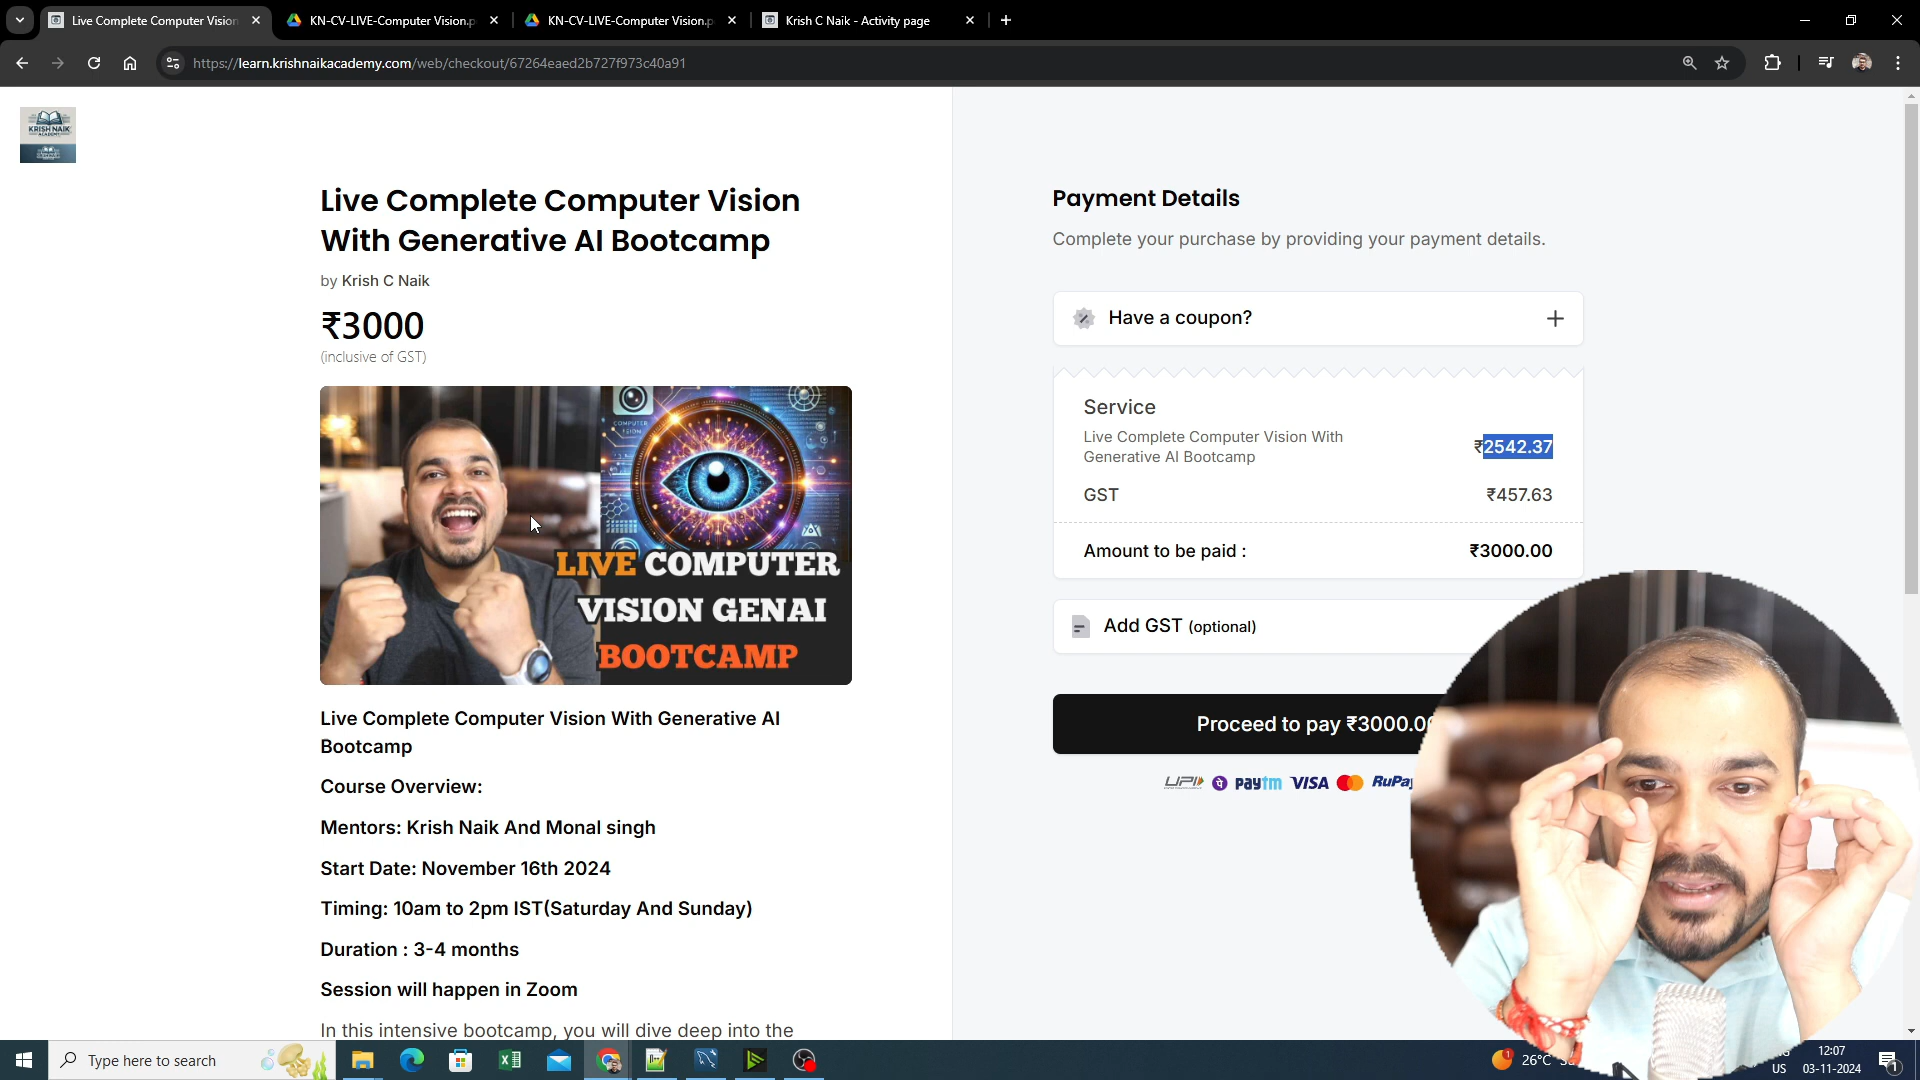 Live Complete Computer Vision
KN-CV-LIVE-Computer Vision.p
KN-CV-LIVE-Computer Vision.p
Krish C Naik - Activity page
https://learn.krishnaikacademy.com/web/checkout/67264eaed2b727f973c40a91
KRISH NAIK
ACADEMY
Live Complete Computer Vision
With Generative AI Bootcamp
by Krish C Naik
₹3000
(inclusive of GST)
LIVE COMPUTER
VISION GENAI
BOOTCAMP
Live Complete Computer Vision With Generative AI
Bootcamp
Course Overview:
Mentors: Krish Naik And Monal singh
Start Date: November 16th 2024
Timing: 10am to 2pm IST(Saturday And Sunday)
Duration : 3-4 months
Session will happen in Zoom
In this intensive bootcamp, you will dive deep into the
Payment Details
Complete your purchase by providing your payment details.
Have a coupon?
Service
Live Complete Computer Vision With
Generative AI Bootcamp
₹2542.37
GST ₹457.63
Amount to be paid : ₹3000.00
Add GST (optional)
Proceed to pay ₹3000.00
UPI paytm VISA RuPay
Type here to search
26°C
US
12:07
03-11-2024
1